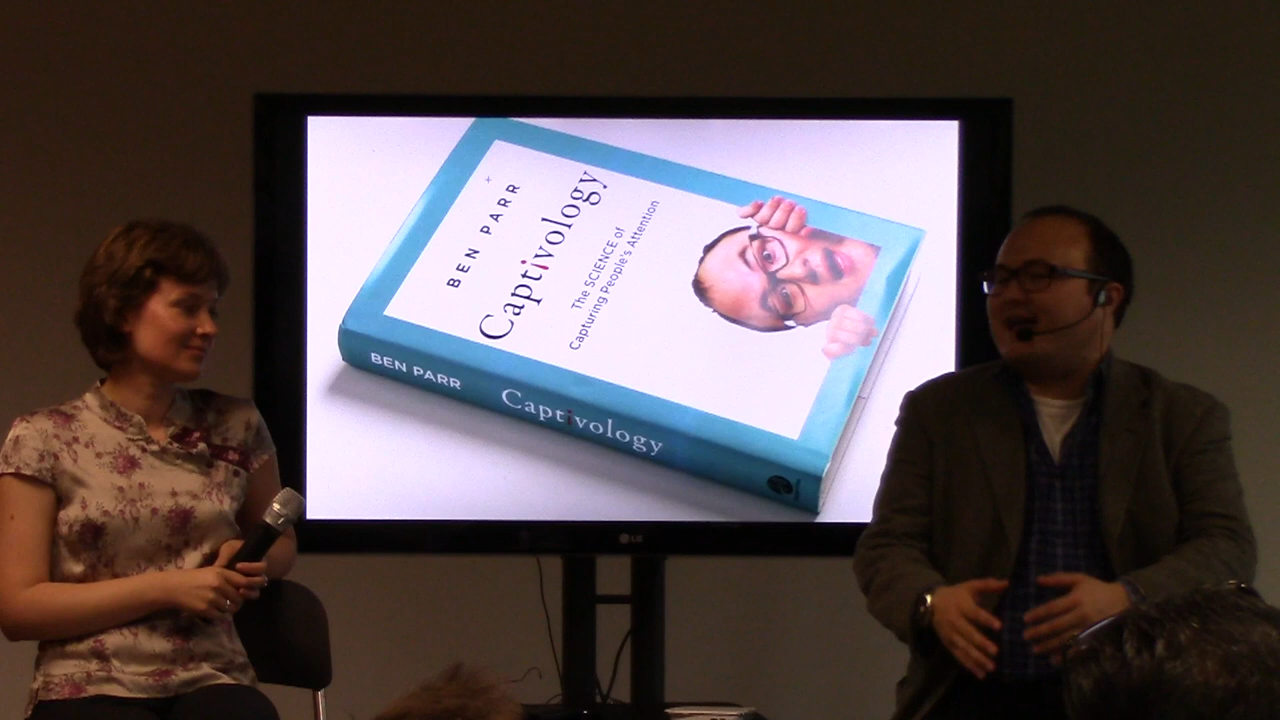 BEN PARR
Captivology
The SCIENCE of
Capturing People's Attention
BEN PARR
Captivology
LG